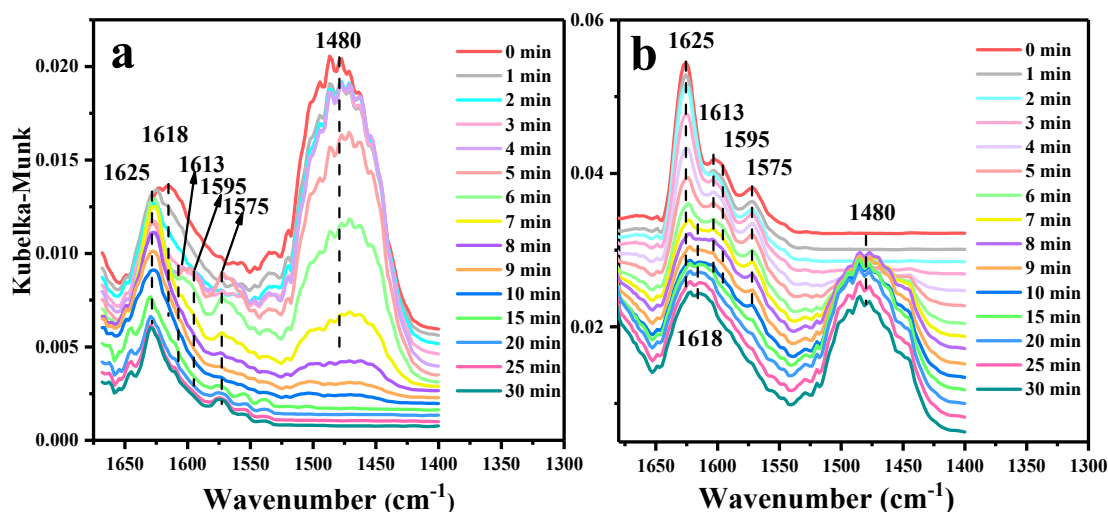 a
1480
1618
1625
1613
1595
1575
0 min
1 min
2 min
3 min
4 min
5 min
6 min
7 min
8 min
9 min
10 min
15 min
20 min
25 min
30 min
0.020
0.015
0.010
0.005
0.000
Kubelka-Munk
1650
1600
1550
1500
1450
1400
1350
1300
Wavenumber (cm⁻¹)
b
1625
1613
1595
1575
1480
1618
0 min
1 min
2 min
3 min
4 min
5 min
6 min
7 min
8 min
9 min
10 min
15 min
20 min
25 min
30 min
0.06
0.04
0.02
1650
1600
1550
1500
1450
1400
1350
1300
Wavenumber (cm⁻¹)